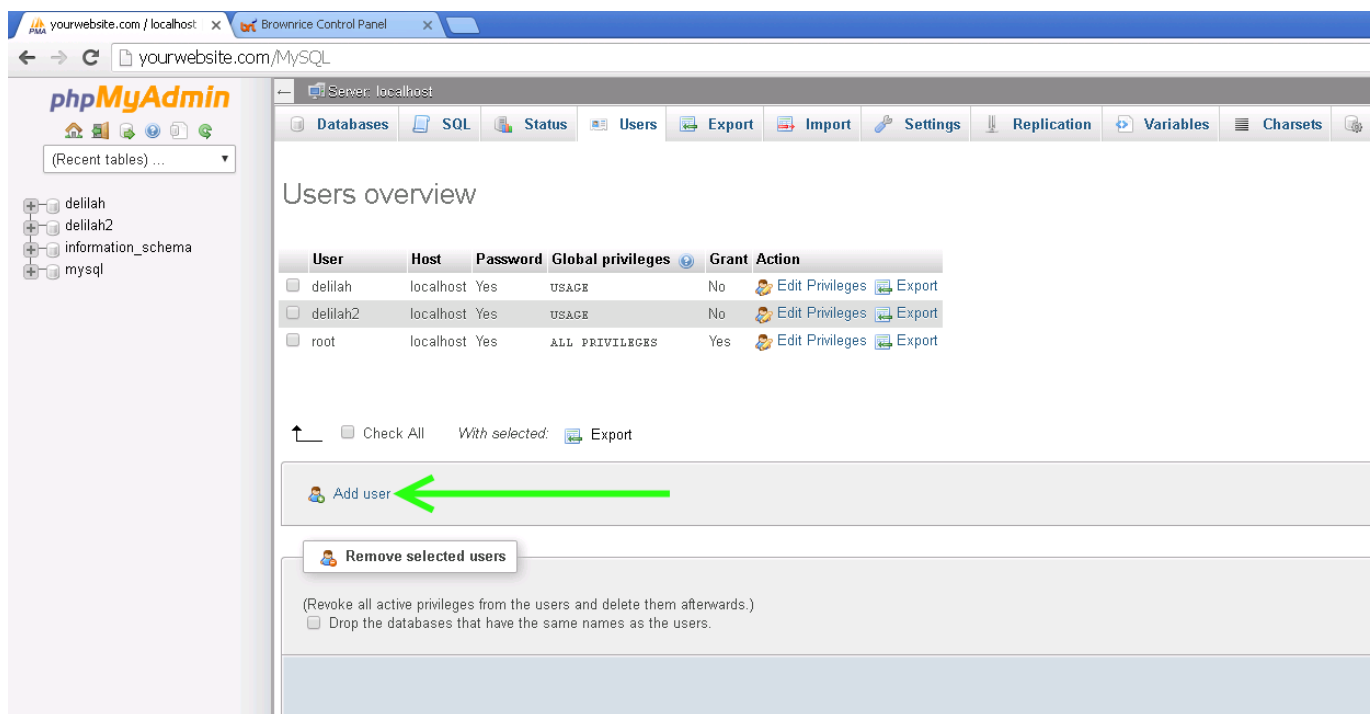 yourwebsite.com / localhost
Brownrice Control Panel
yourwebsite.com/MySQL
phpMyAdmin
(Recent tables) ...
delilah
delilah2
information_schema
mysql
Server: localhost
Databases SQL Status Users Export Import Settings Replication Variables Charsets
Users overview
User Host Password Global privileges Grant Action
delilah localhost Yes USAGE No Edit Privileges Export
delilah2 localhost Yes USAGE No Edit Privileges Export
root localhost Yes ALL PRIVILEGES Yes Edit Privileges Export
Check All With selected: Export
Add user
Remove selected users
(Revoke all active privileges from the users and delete them afterwards.)
Drop the databases that have the same names as the users.